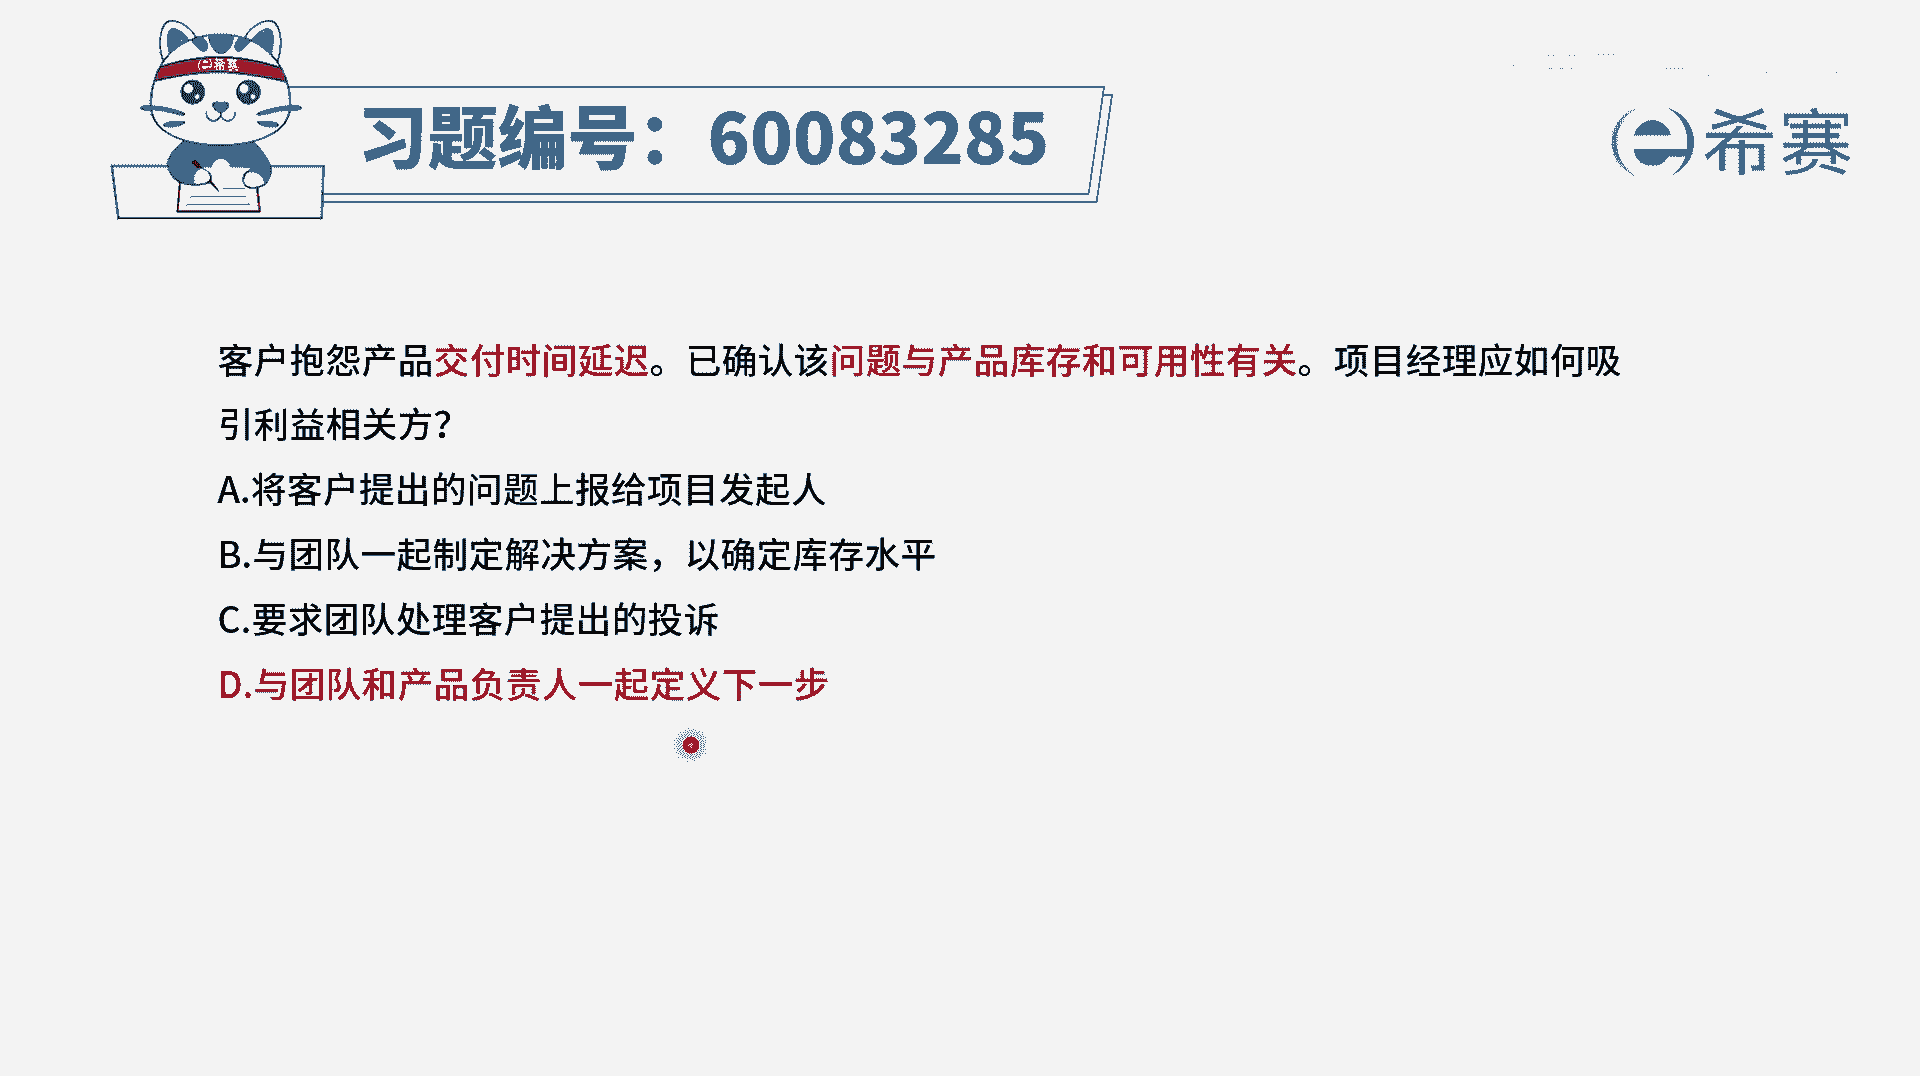 e希赛
习题编号：60083285
e希赛
客户抱怨产品交付时间延迟。已确认该问题与产品库存和可用性有关。项目经理应如何吸
引利益相关方？
A.将客户提出的问题上报给项目发起人
B.与团队一起制定解决方案，以确定库存水平
C.要求团队处理客户提出的投诉
D.与团队和产品负责人一起定义下一步